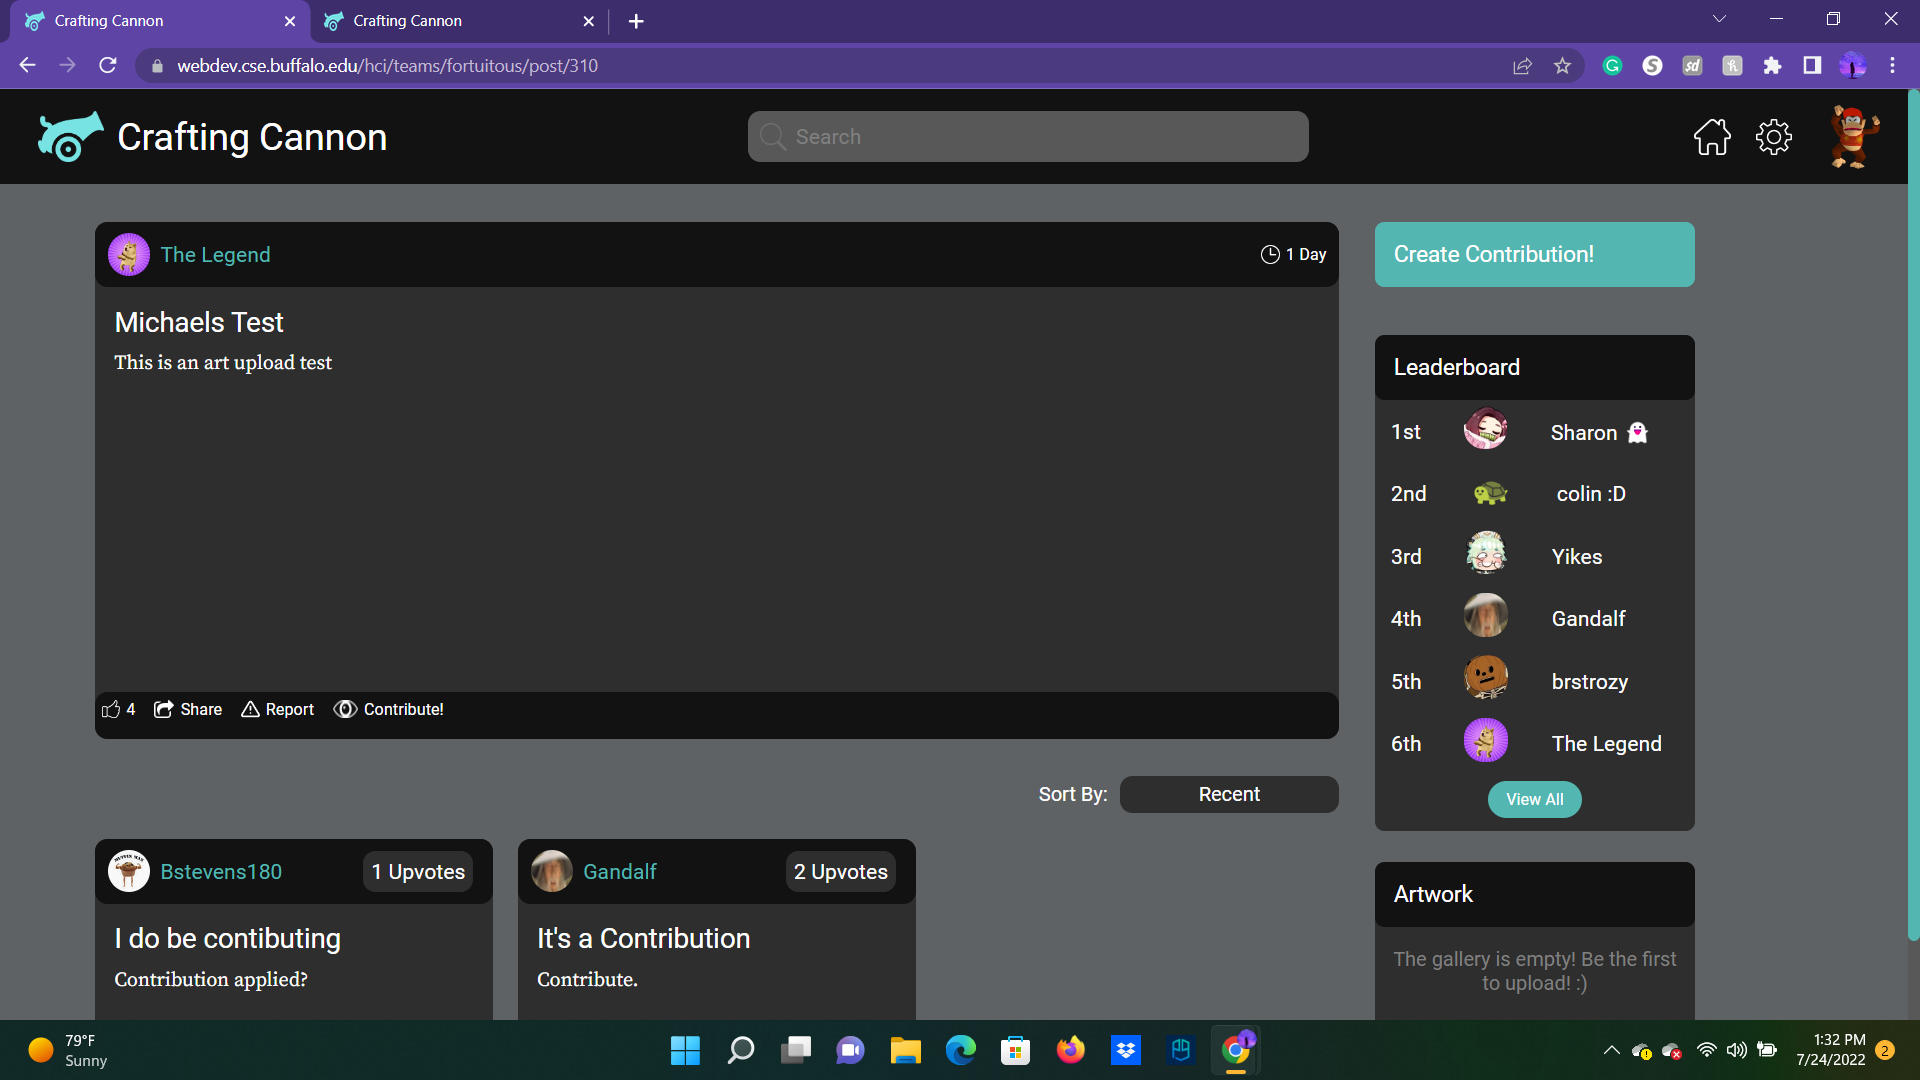 Crafting Cannon
Crafting Cannon
webdev.cse.buffalo.edu/hci/teams/fortuitous/post/310
Crafting Cannon
Search
The Legend
1 Day
Michaels Test
This is an art upload test
4 Share Report Contribute!
Create Contribution!
Leaderboard
1st Sharon 👻
2nd colin :D
3rd Yikes
4th Gandalf
5th brstrozy
6th The Legend
View All
Sort By: Recent
Bstevens180 1 Upvotes
I do be contibuting
Contribution applied?
Gandalf 2 Upvotes
It's a Contribution
Contribute.
Artwork
The gallery is empty! Be the first
to upload! :)
79°F
Sunny
1:32 PM
7/24/2022
2